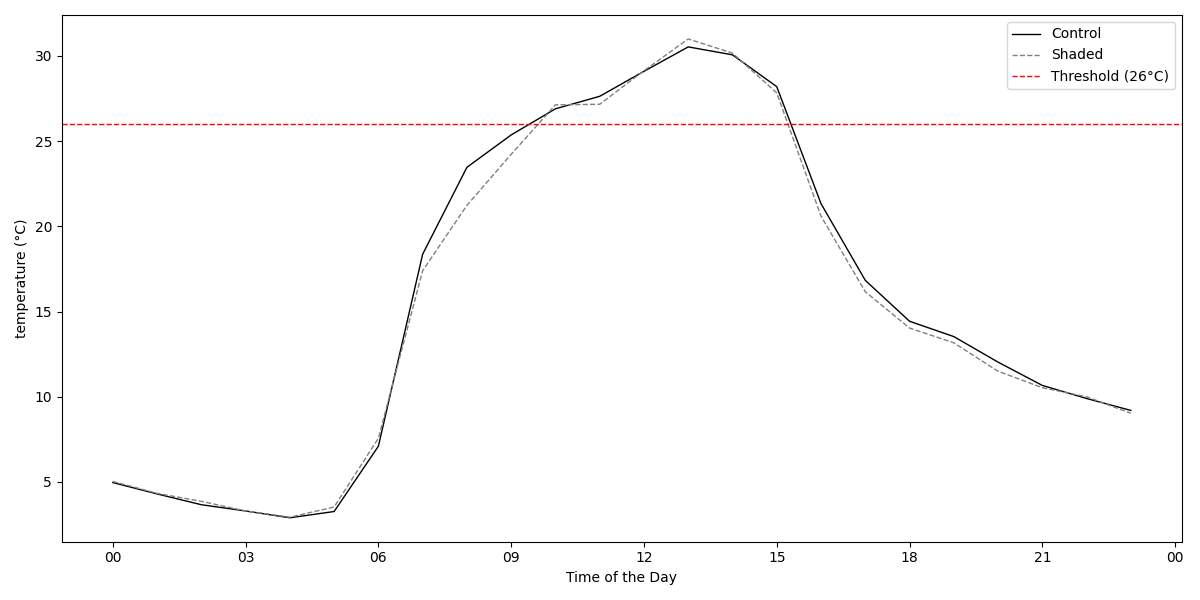 Control
Shaded
Threshold (26°C)
30
25
20
15
10
5
temperature (°C)
00 03 06 09 12 15 18 21 00
Time of the Day